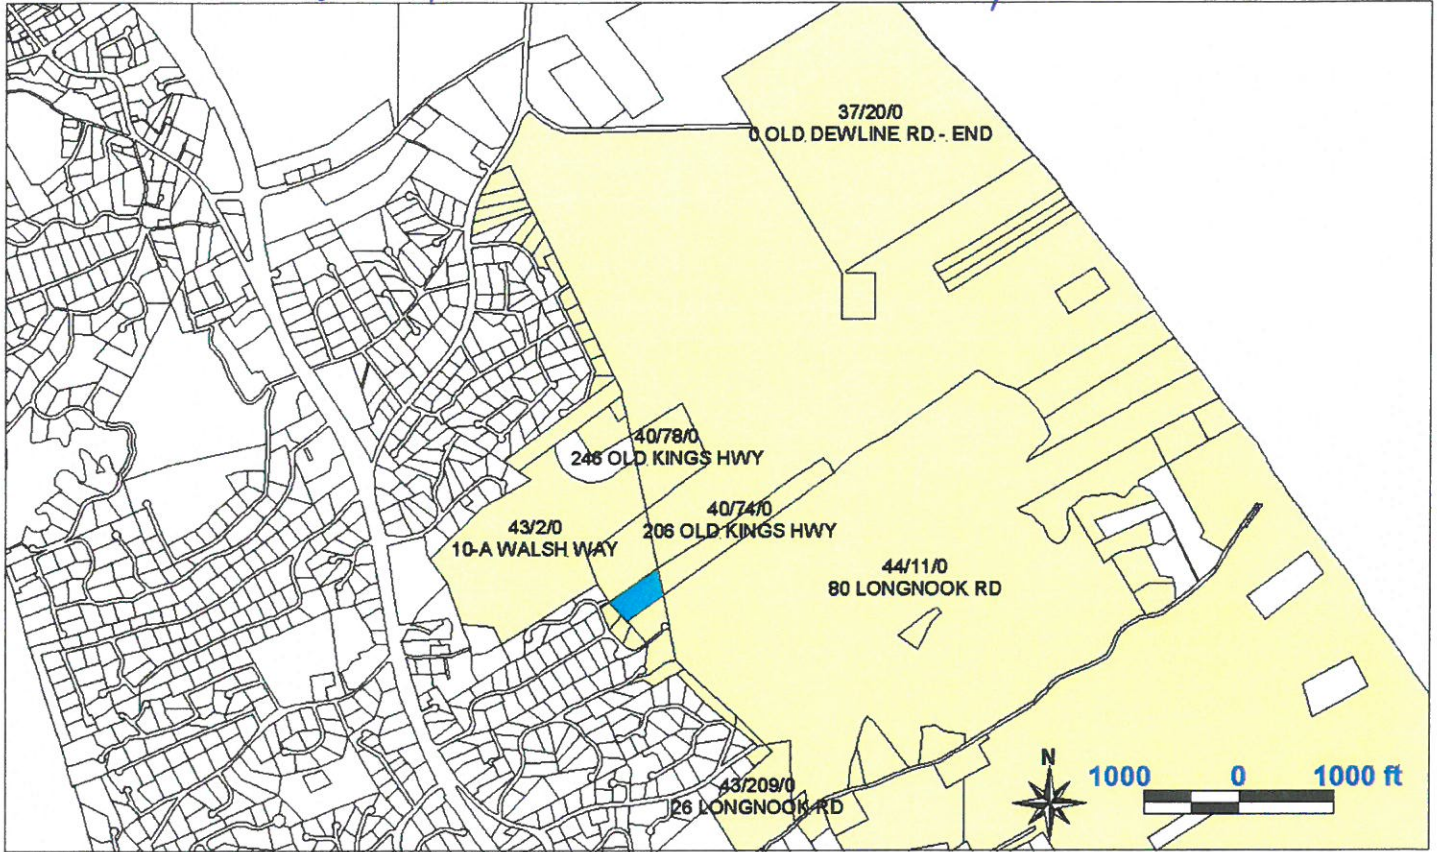 37/20/0
0 OLD DEWLINE RD - END
40/78/0
246 OLD KINGS HWY
40/74/0
206 OLD KINGS HWY
43/2/0
10-A WALSH WAY
44/11/0
80 LONGNOOK RD
43/209/0
26 LONGNOOK RD
N
1000 0 1000 ft